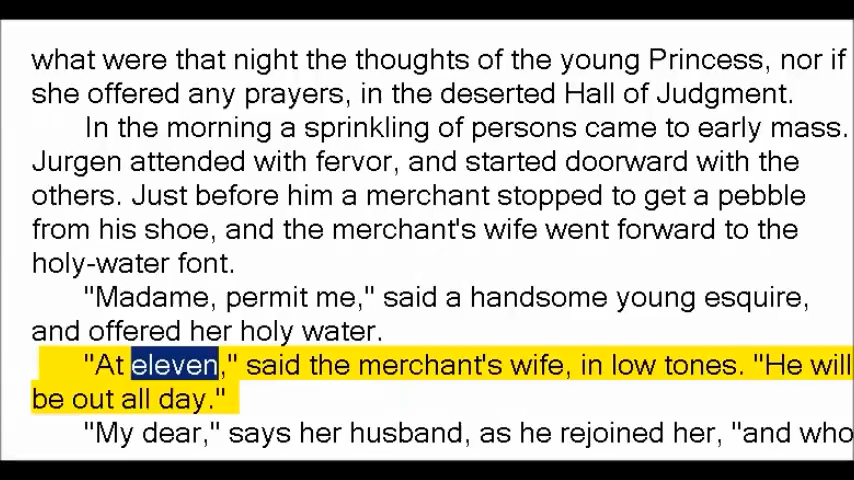 what were that night the thoughts of the young Princess, nor if
she offered any prayers, in the deserted Hall of Judgment.
In the morning a sprinkling of persons came to early mass.
Jurgen attended with fervor, and started doorward with the
others. Just before him a merchant stopped to get a pebble
from his shoe, and the merchant's wife went forward to the
holy-water font.
"Madame, permit me," said a handsome young esquire,
and offered her holy water.
"At eleven," said the merchant's wife, in low tones. "He will
be out all day."
"My dear," says her husband, as he rejoined her, "and who